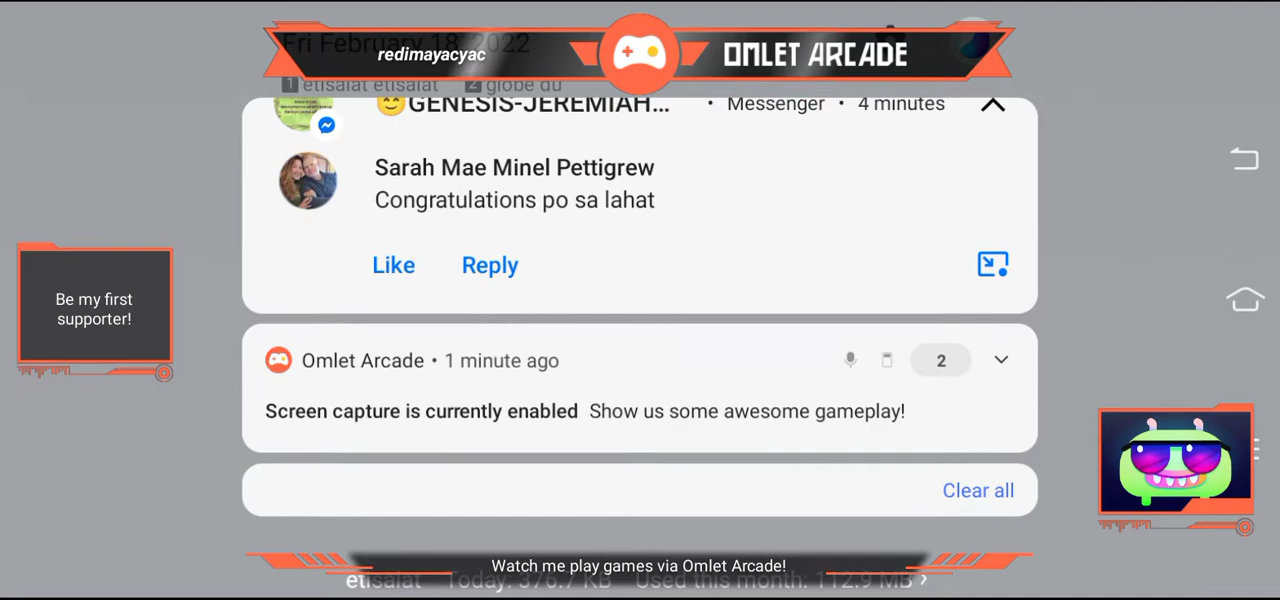 Fri February 18, 2022
redimayacyac
OMLET ARCADE
1 etisalat etisalat 2 globe du
😊GENESIS-JEREMIAH... • Messenger • 4 minutes
Sarah Mae Minel Pettigrew
Congratulations po sa lahat
Like Reply
Be my first
supporter!
Omlet Arcade • 1 minute ago 2
Screen capture is currently enabled Show us some awesome gameplay!
Clear all
Watch me play games via Omlet Arcade!
etisalat Today: 376.7 KB Used this month: 112.9 MB ›